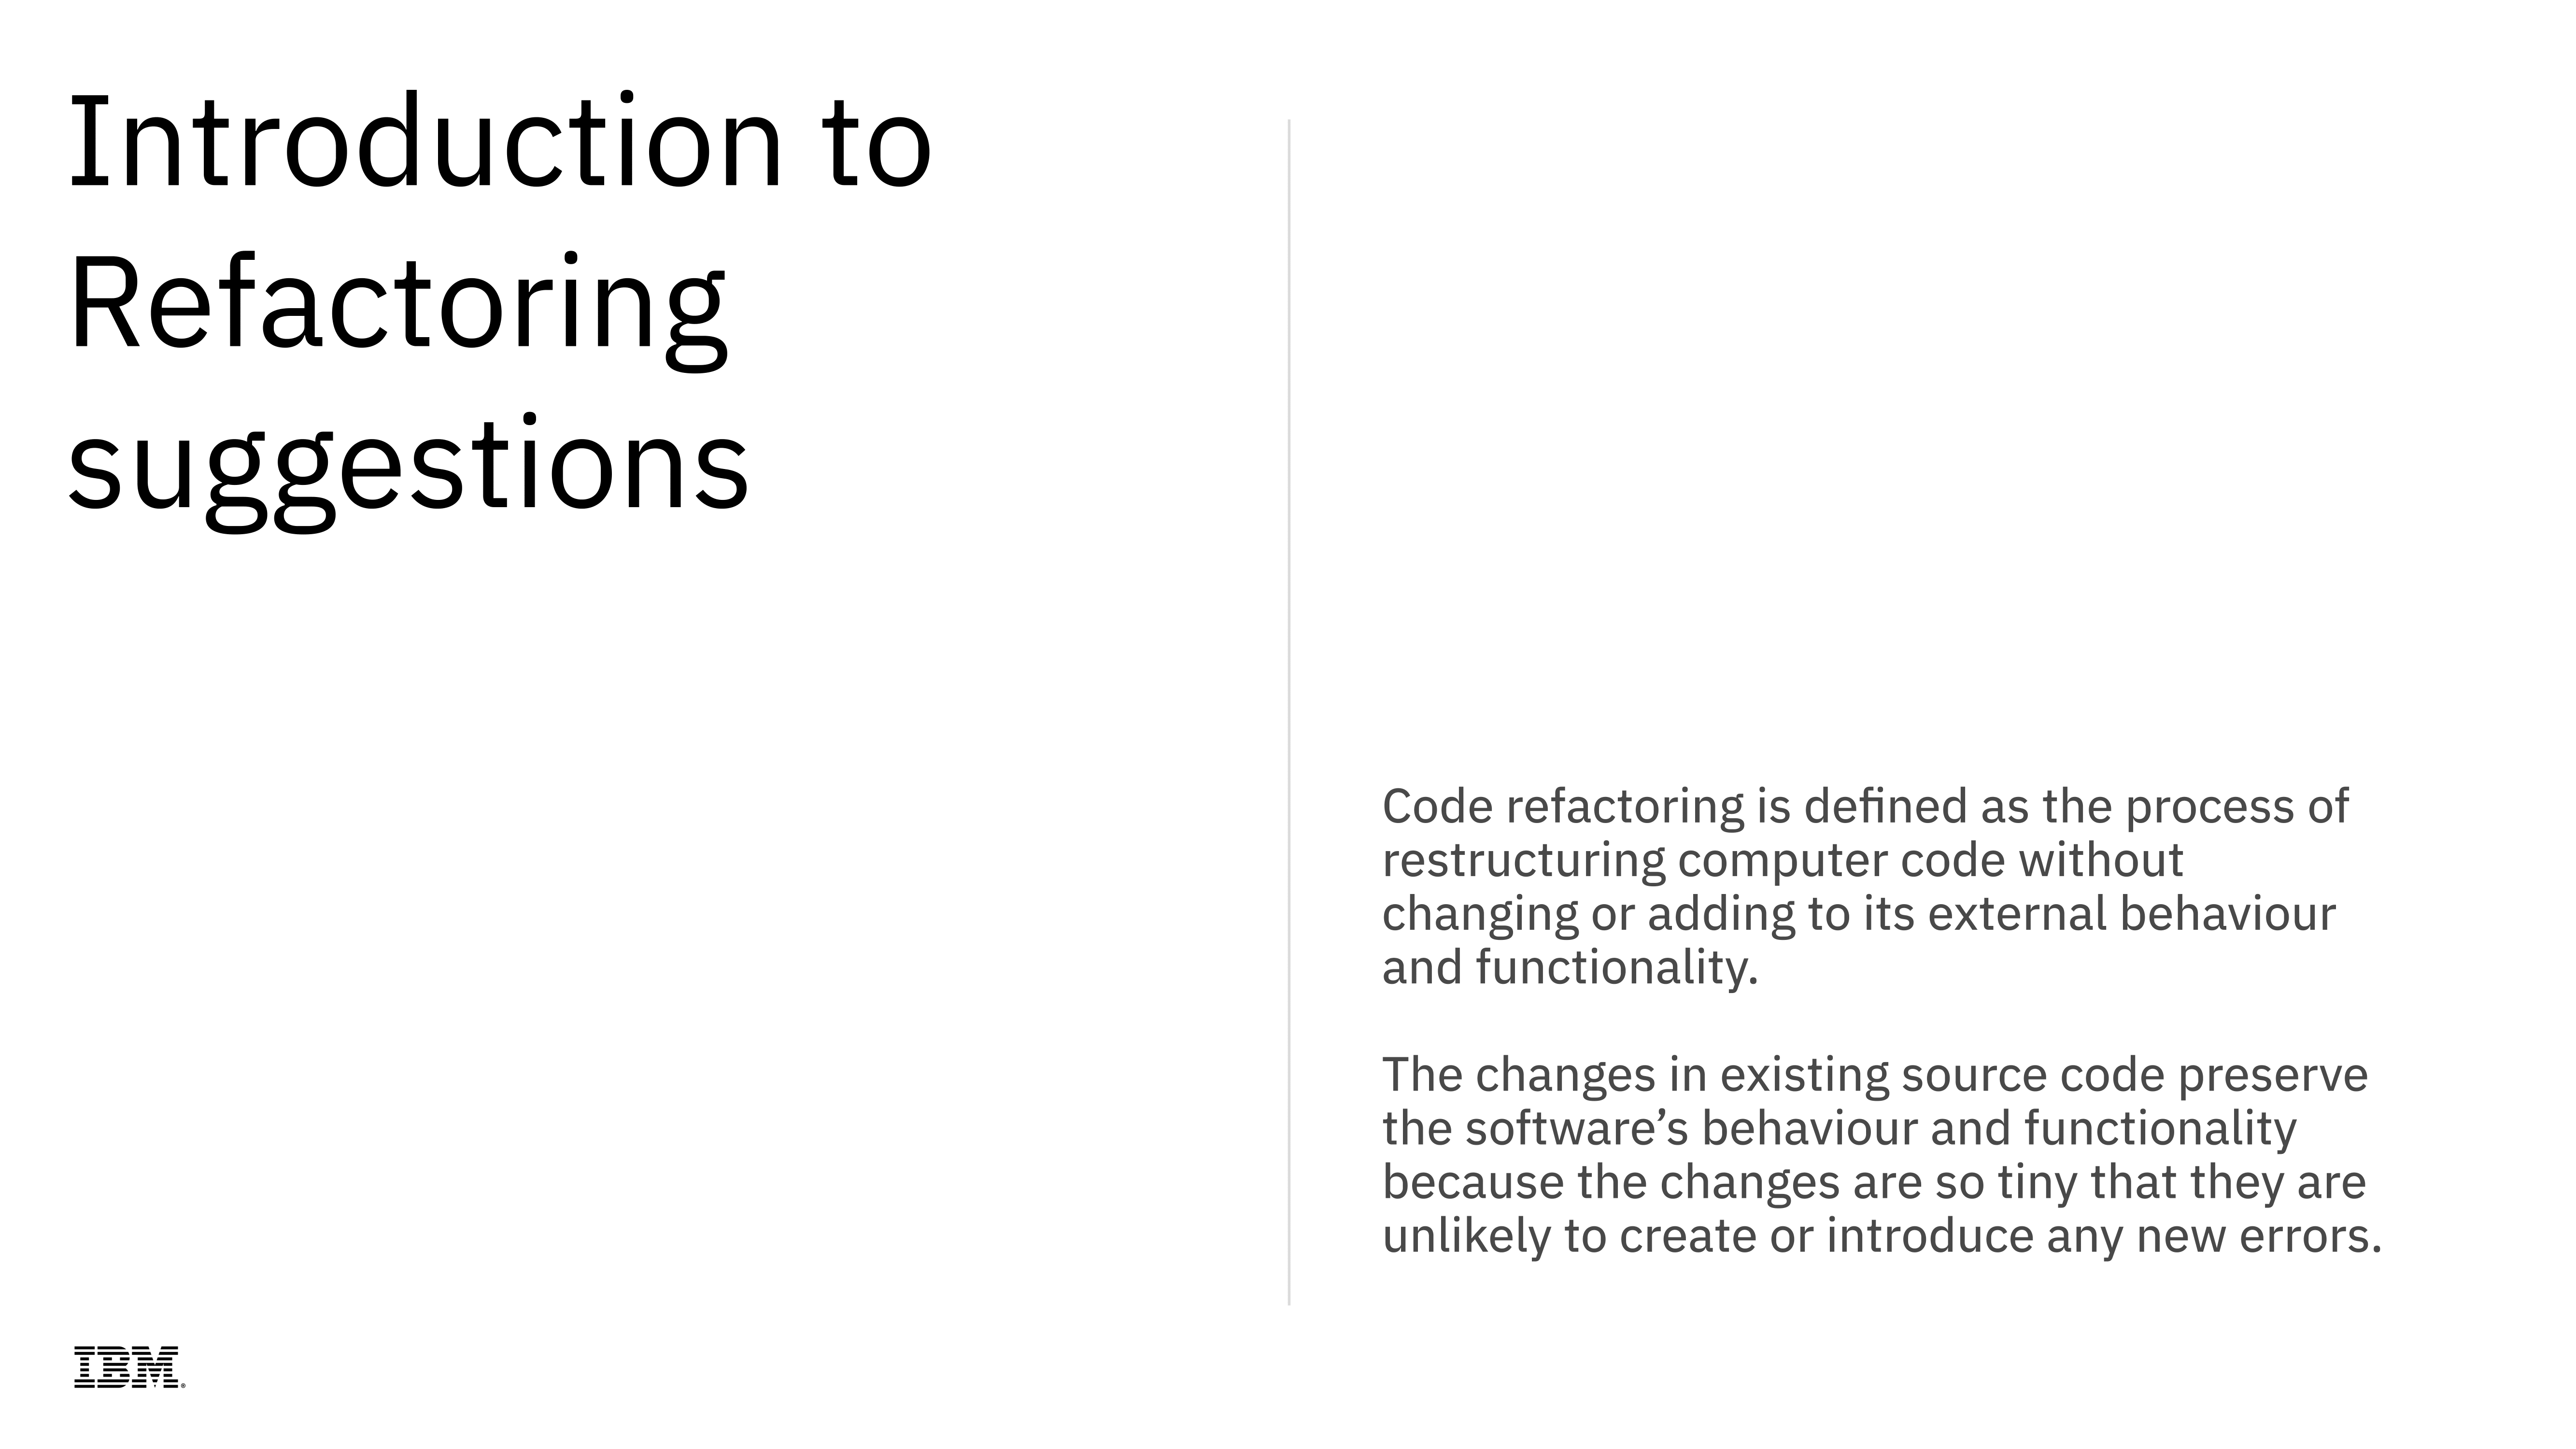 Introduction to
Refactoring
suggestions
Code refactoring is defined as the process of
restructuring computer code without
changing or adding to its external behaviour
and functionality.
The changes in existing source code preserve
the software’s behaviour and functionality
because the changes are so tiny that they are
unlikely to create or introduce any new errors.
IBM®